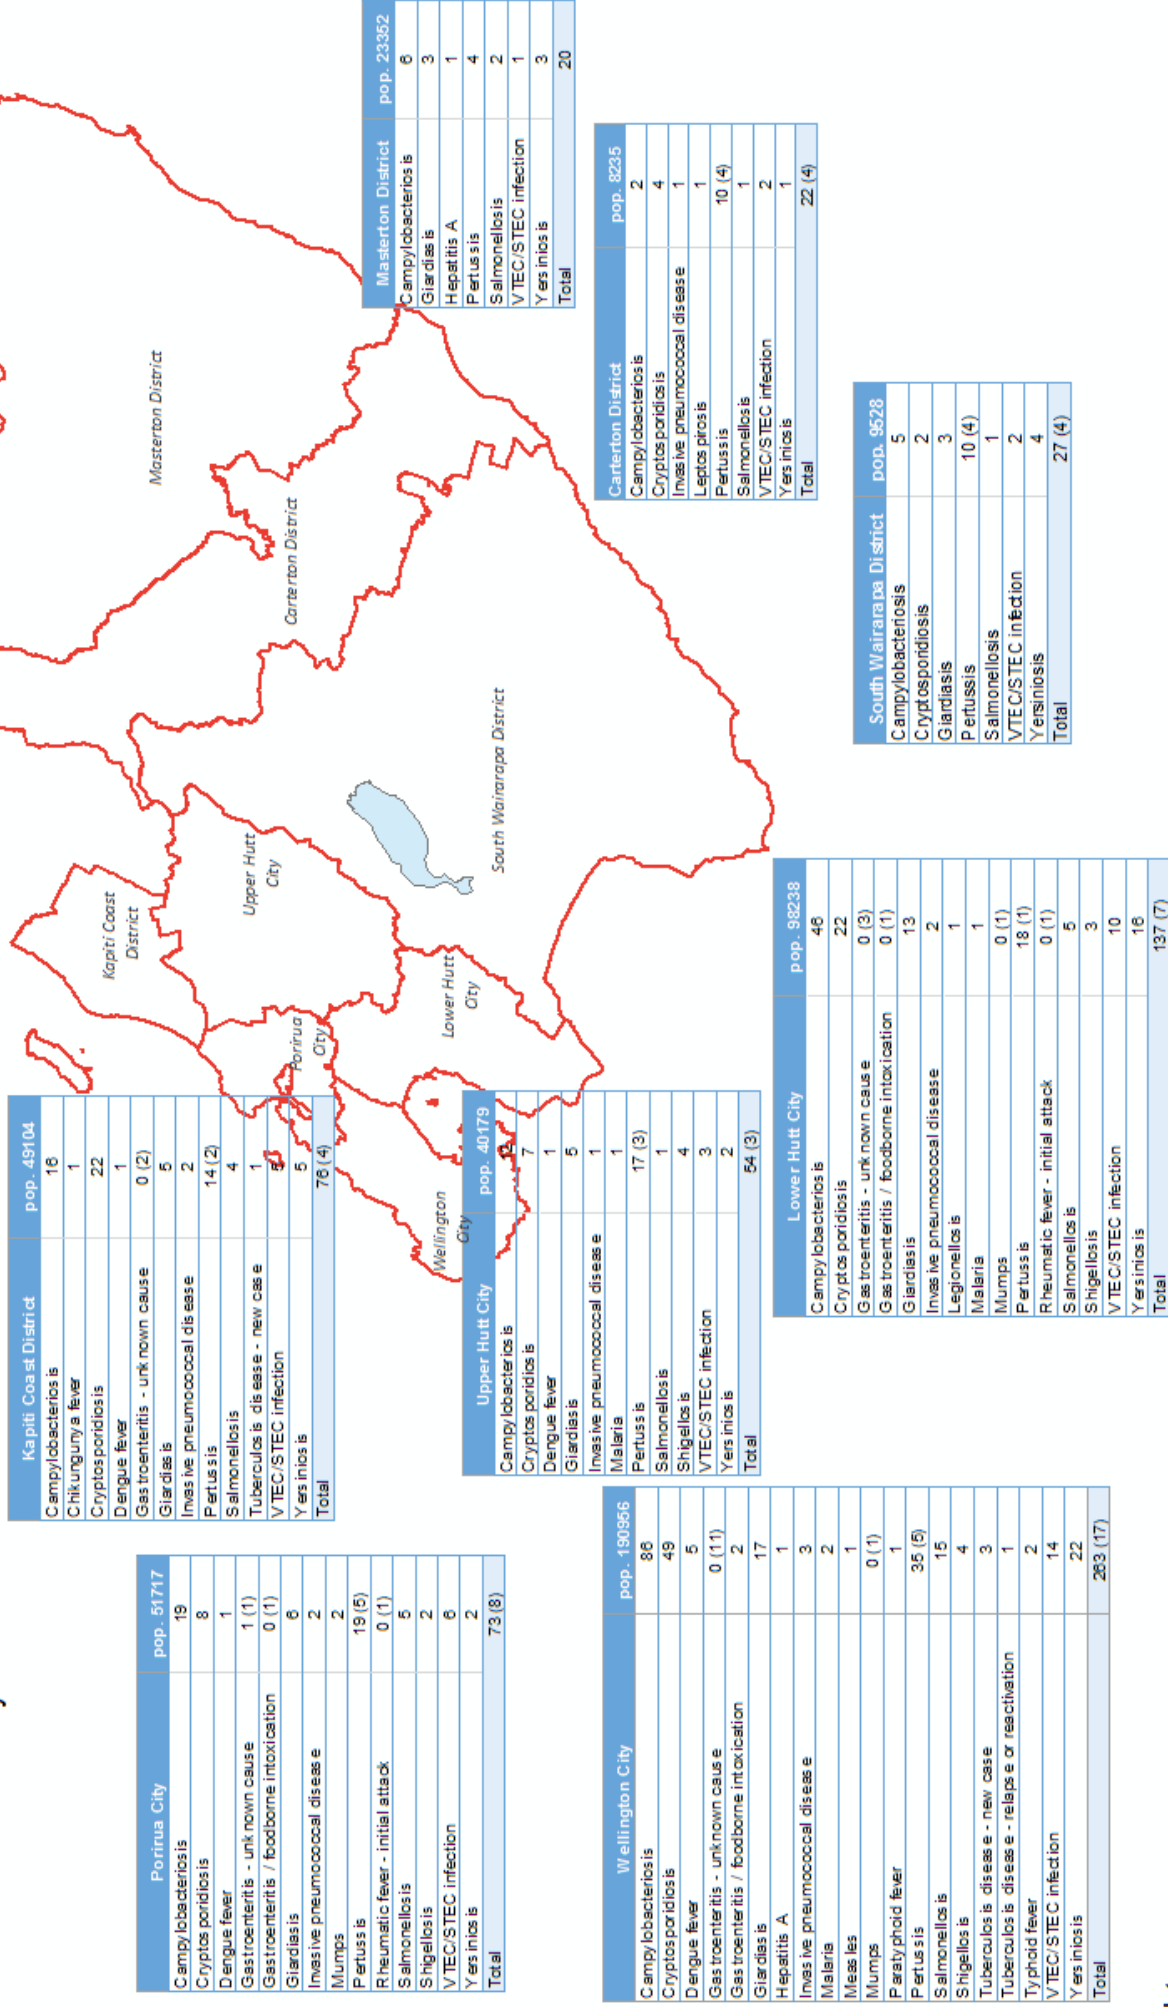 Porirua City pop. 51717
Campylobacteriosis 19
Cryptosporidiosis 8
Dengue fever 1
Gastroenteritis - unknown cause 1 (1)
Gastroenteritis / foodborne intoxication 0 (1)
Giardiasis 6
Invasive pneumococcal disease 2
Mumps 2
Pertussis 19 (5)
Rheumatic fever - initial attack 0 (1)
Salmonellosis 5
Shigellosis 2
VTEC/STEC infection 6
Yersiniosis 2
Total 73 (8)
Kapiti Coast District pop. 49104
Campylobacteriosis 16
Chikungunya fever 1
Cryptosporidiosis 22
Dengue fever 1
Gastroenteritis - unknown cause 0 (2)
Giardiasis 5
Invasive pneumococcal disease 2
Pertussis 14 (2)
Salmonellosis 4
Tuberculosis disease - new case 1
VTEC/STEC infection 5
Yersiniosis 5
Total 76 (4)
Kapiti Coast
District
Masterton District
Upper Hutt
City
Carterton District
Porirua
City
Lower Hutt
City
South Wairarapa District
Wellington
City
Masterton District pop. 23352
Campylobacteriosis 6
Giardiasis 3
Hepatitis A 1
Pertussis 4
Salmonellosis 2
VTEC/STEC infection 1
Yersiniosis 3
Total 20
Upper Hutt City pop. 40179
Campylobacteriosis 12
Cryptosporidiosis 7
Dengue fever 1
Giardiasis 5
Invasive pneumococcal disease 1
Malaria 1
Pertussis 17 (3)
Salmonellosis 1
Shigellosis 4
VTEC/STEC infection 3
Yersiniosis 2
Total 54 (3)
Carterton District pop. 8235
Campylobacteriosis 2
Cryptosporidiosis 4
Invasive pneumococcal disease 1
Leptospirosis 1
Pertussis 10 (4)
Salmonellosis 1
VTEC/STEC infection 2
Yersiniosis 1
Total 22 (4)
Wellington City pop. 190956
Campylobacteriosis 86
Cryptosporidiosis 49
Dengue fever 5
Gastroenteritis - unknown cause 0 (11)
Gastroenteritis / foodborne intoxication 2
Giardiasis 17
Hepatitis A 1
Invasive pneumococcal disease 3
Malaria 2
Measles 1
Mumps 0 (1)
Paratyphoid fever 1
Pertussis 35 (5)
Salmonellosis 15
Shigellosis 4
Tuberculosis disease - new case 3
Tuberculosis disease - relapse or reactivation 1
Typhoid fever 2
VTEC/STEC infection 14
Yersiniosis 22
Total 263 (17)
Lower Hutt City pop. 98238
Campylobacteriosis 46
Cryptosporidiosis 22
Gastroenteritis - unknown cause 0 (3)
Gastroenteritis / foodborne intoxication 0 (1)
Giardiasis 13
Invasive pneumococcal disease 2
Legionellosis 1
Malaria 1
Mumps 0 (1)
Pertussis 18 (1)
Rheumatic fever - initial attack 0 (1)
Salmonellosis 5
Shigellosis 3
VTEC/STEC infection 10
Yersiniosis 16
Total 137 (7)
South Wairarapa District pop. 9528
Campylobacteriosis 5
Cryptosporidiosis 2
Giardiasis 3
Pertussis 10 (4)
Salmonellosis 1
VTEC/STEC infection 2
Yersiniosis 4
Total 27 (4)